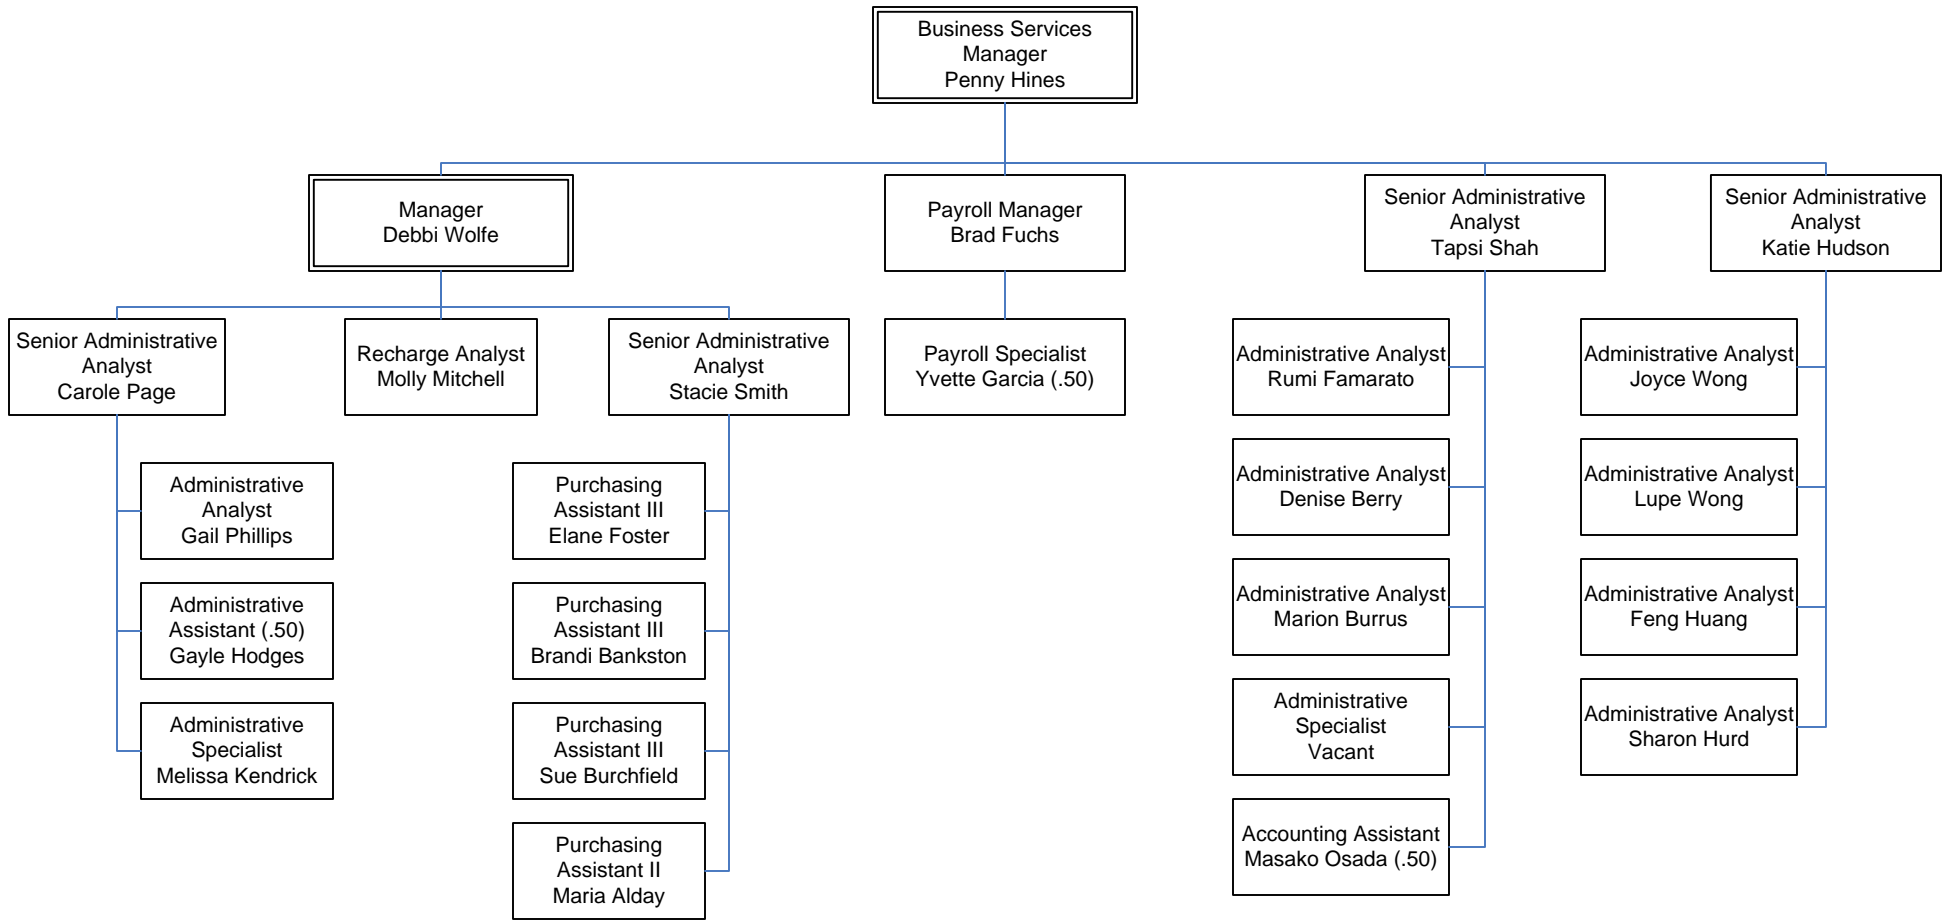 Business Services
Manager
Penny Hines
Manager
Debbi Wolfe
Payroll Manager
Brad Fuchs
Senior Administrative
Analyst
Tapsi Shah
Senior Administrative
Analyst
Katie Hudson
Senior Administrative
Analyst
Carole Page
Recharge Analyst
Molly Mitchell
Senior Administrative
Analyst
Stacie Smith
Payroll Specialist
Yvette Garcia (.50)
Administrative Analyst
Rumi Famarato
Administrative Analyst
Joyce Wong
Administrative
Analyst
Gail Phillips
Purchasing
Assistant III
Elane Foster
Administrative Analyst
Denise Berry
Administrative Analyst
Lupe Wong
Administrative
Assistant (.50)
Gayle Hodges
Purchasing
Assistant III
Brandi Bankston
Administrative Analyst
Marion Burrus
Administrative Analyst
Feng Huang
Administrative
Specialist
Melissa Kendrick
Purchasing
Assistant III
Sue Burchfield
Administrative
Specialist
Vacant
Administrative Analyst
Sharon Hurd
Purchasing
Assistant II
Maria Alday
Accounting Assistant
Masako Osada (.50)